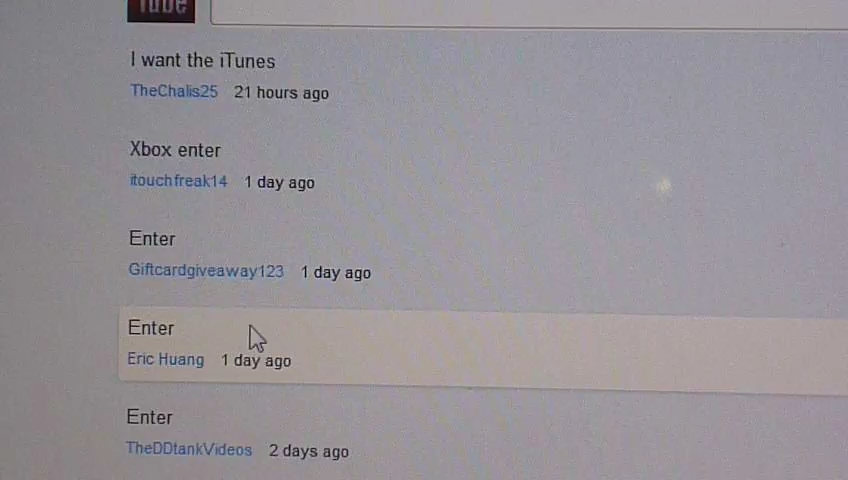 Tube
I want the iTunes
TheChalis25 21 hours ago
Xbox enter
itouchfreak14 1 day ago
Enter
Giftcardgiveaway123 1 day ago
Enter
Eric Huang 1 day ago
Enter
TheDDtankVideos 2 days ago